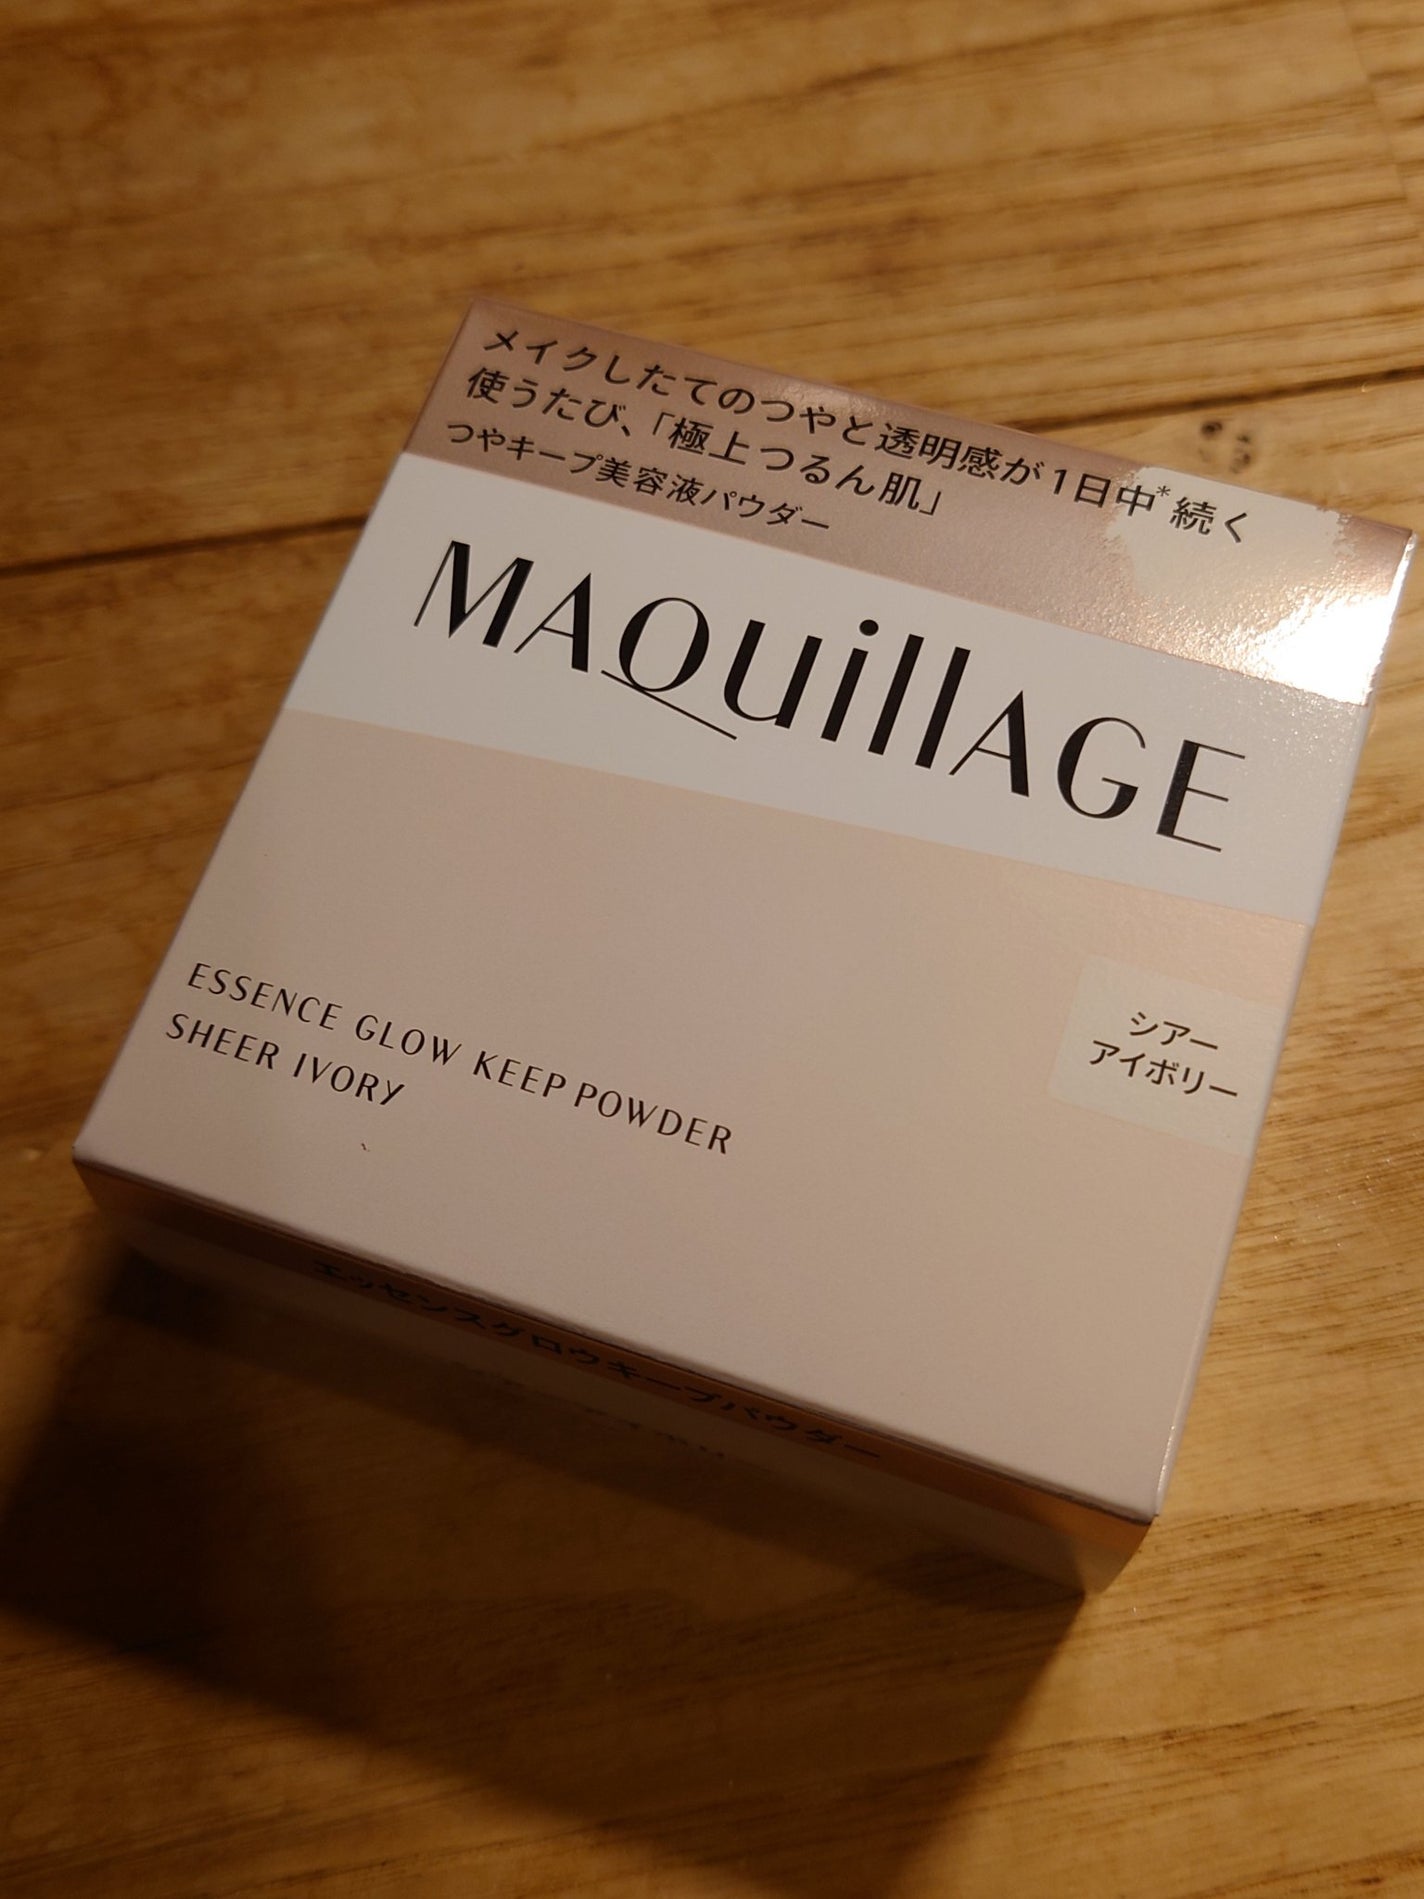 メイクしたてのつやと透明感が1日中*続く
使うたび、「極上つるん肌」
つやキープ美容液パウダー
MAQuillAGE
シアー
アイボリー
ESSENCE GLOW KEEP POWDER
SHEER IVORY
エッセンスグロウキープパウダー